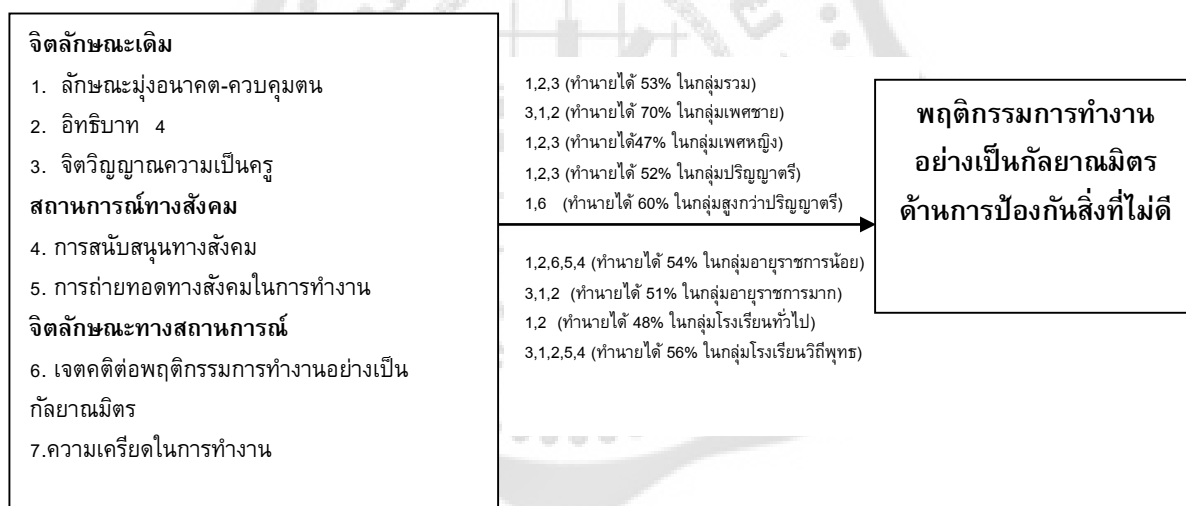 จิตลักษณะเดิม
1. ลักษณะมุ่งอนาคต-ควบคุมตน
2. อิทธิบาท 4
3. จิตวิญญาณความเป็นครู
สถานการณ์ทางสังคม
4. การสนับสนุนทางสังคม
5. การถ่ายทอดทางสังคมในการทำงาน
จิตลักษณะทางสถานการณ์
6. เจตคติต่อพฤติกรรมการทำงานอย่างเป็น
กัลยาณมิตร
7.ความเครียดในการทำงาน
1,2,3 (ทำนายได้ 53% ในกลุ่มรวม)
3,1,2 (ทำนายได้ 70% ในกลุ่มเพศชาย)
1,2,3 (ทำนายได้47% ในกลุ่มเพศหญิง)
1,2,3 (ทำนายได้ 52% ในกลุ่มปริญญาตรี)
1,6 (ทำนายได้ 60% ในกลุ่มสูงกว่าปริญญาตรี)
1,2,6,5,4 (ทำนายได้ 54% ในกลุ่มอายุราชการน้อย)
3,1,2 (ทำนายได้ 51% ในกลุ่มอายุราชการมาก)
1,2 (ทำนายได้ 48% ในกลุ่มโรงเรียนทั่วไป)
3,1,2,5,4 (ทำนายได้ 56% ในกลุ่มโรงเรียนวิถีพุทธ)
พฤติกรรมการทำงาน
อย่างเป็นกัลยาณมิตร
ด้านการป้องกันสิ่งที่ไม่ดี